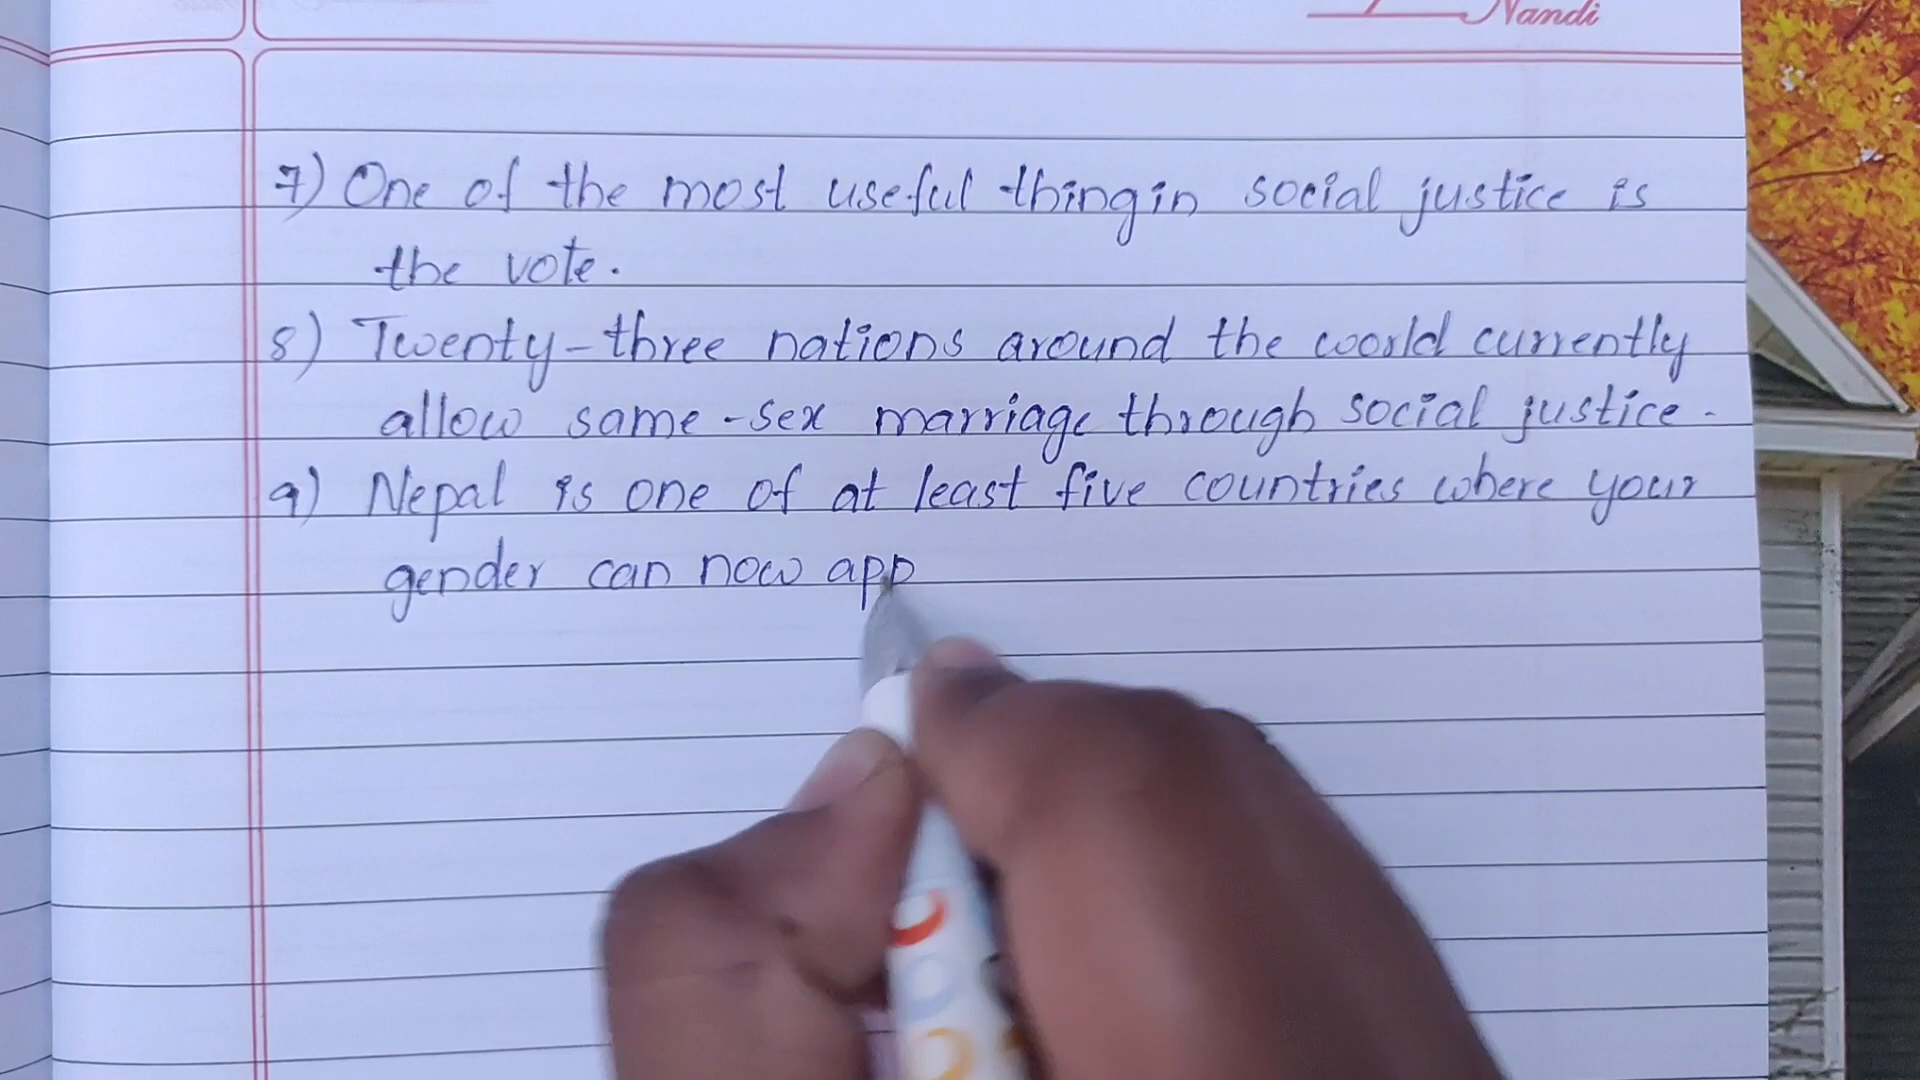 Nandi
7) One of the most useful thing in social justice is
the vote.
8) Twenty-three nations around the world currently
allow same-sex marriage through social justice.
9) Nepal is one of at least five countries where your
gender can now app